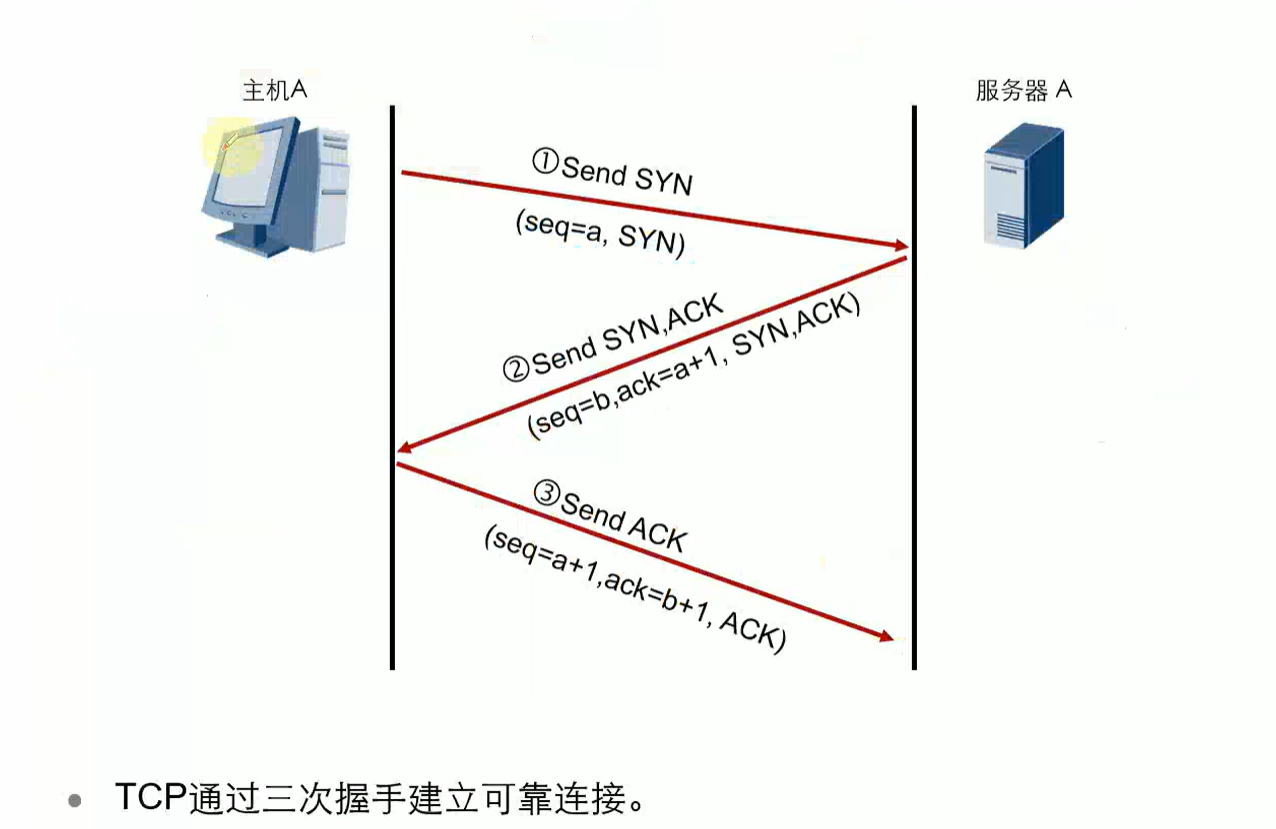 主机A
服务器 A
①Send SYN
(seq=a, SYN)
②Send SYN,ACK
(seq=b,ack=a+1, SYN,ACK)
③Send ACK
(seq=a+1,ack=b+1, ACK)
• TCP通过三次握手建立可靠连接。